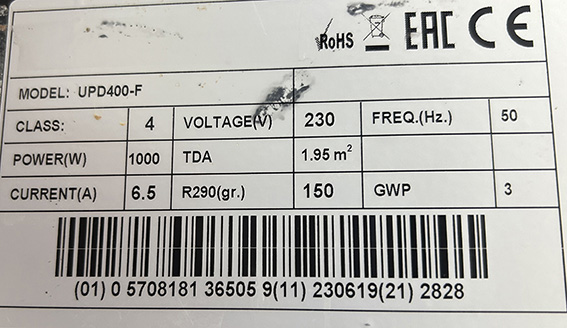 RoHS EAC CE
MODEL: UPD400-F
CLASS: 4 VOLTAGE(V) 230 FREQ.(Hz.) 50
POWER(W) 1000 TDA 1.95 m²
CURRENT(A) 6.5 R290(gr.) 150 GWP 3
(01) 0 5708181 36505 9(11) 230619(21) 2828